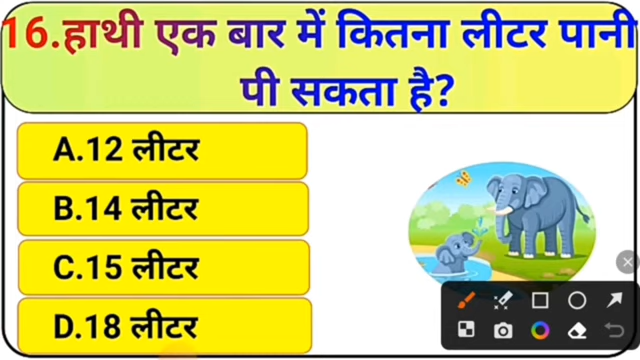 16.हाथी एक बार में कितना लीटर पानी
पी सकता है?
A.12 लीटर
B.14 लीटर
C.15 लीटर
D.18 लीटर